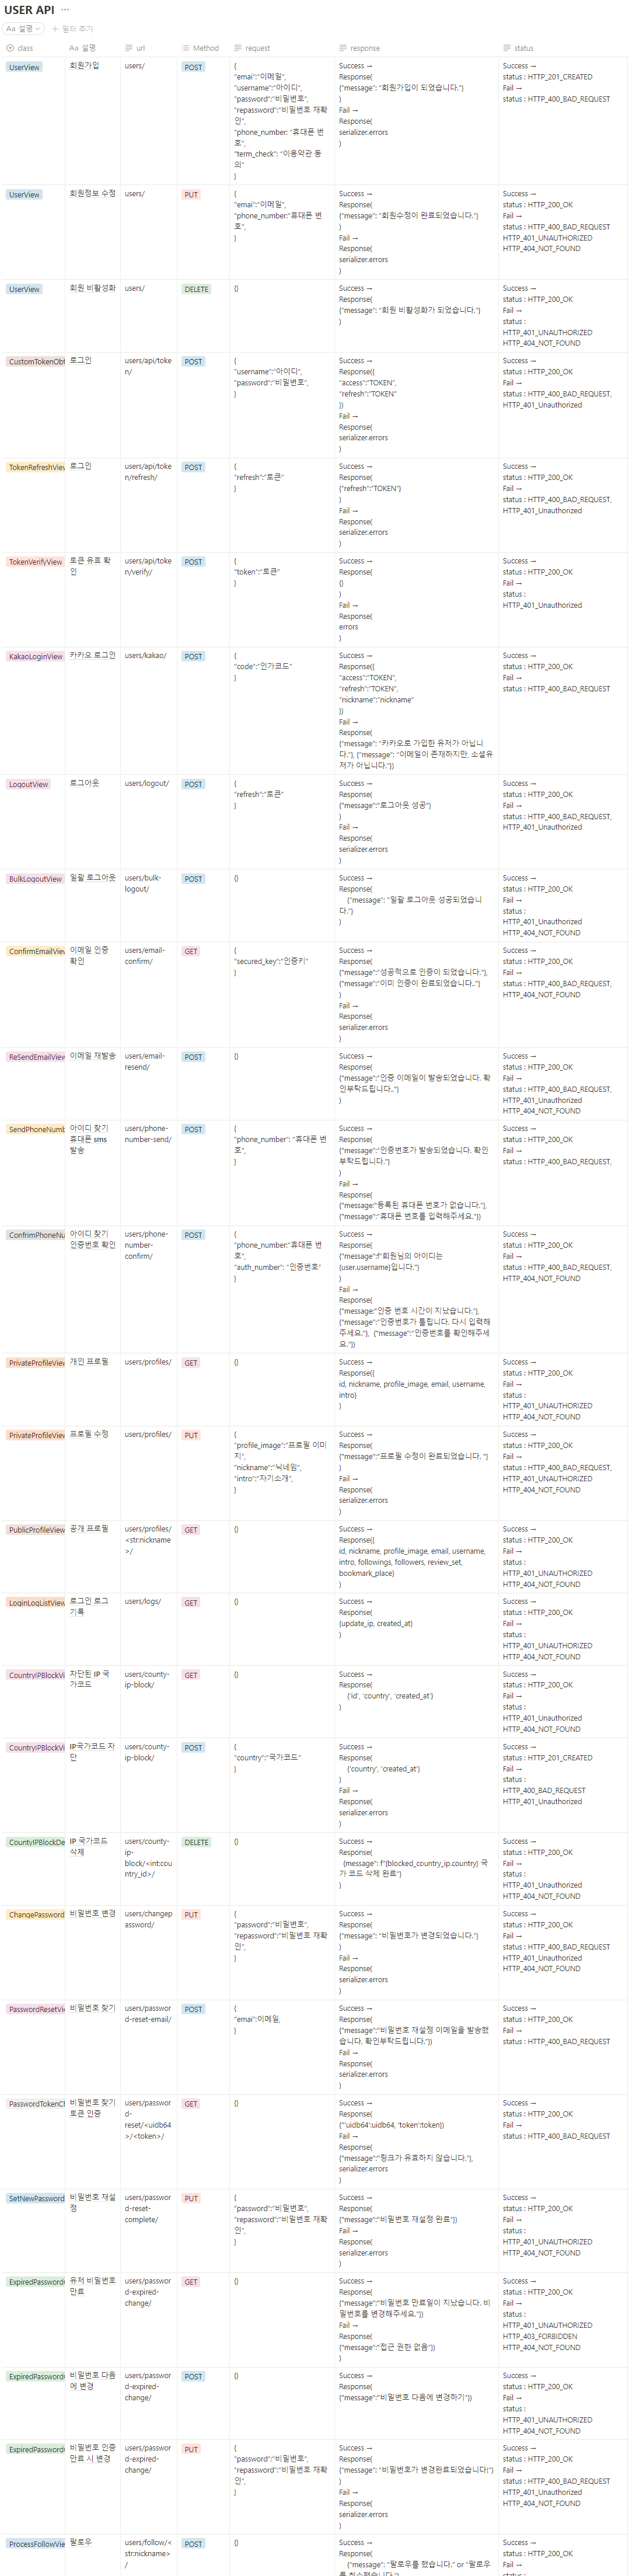 USER API ···
Aa 설명
+ 필터 추가
class Aa 설명 url Method request response status
UserView 회원가입 users/ POST
{
"emai":"이메일",
"username":"아이디",
"password":"비밀번호",
"repassword":"비밀번호 재확
인",
"phone_number: "휴대폰 번
호",
"term_check": "이용약관 동
의"
}
Success →
Response(
{"message": "회원가입이 되었습니다."}
)
Fail →
Response(
serializer.errors
)
Success →
status : HTTP_201_CREATED
Fail →
status : HTTP_400_BAD_REQUEST
UserView 회원정보 수정 users/ PUT
{
"emai":"이메일",
"phone_number:"휴대폰 번
호",
}
Success →
Response(
{"message": "회원수정이 완료되었습니다."}
)
Fail →
Response(
serializer.errors
)
Success →
status : HTTP_200_OK
Fail →
status : HTTP_400_BAD_REQUEST
HTTP_401_UNAUTHORIZED
HTTP_404_NOT_FOUND
UserView 회원 비활성화 users/ DELETE {}
Success →
Response(
{"message": "회원 비활성화가 되었습니다."}
)
Success →
status : HTTP_200_OK
Fail →
status :
HTTP_401_UNAUTHORIZED
HTTP_404_NOT_FOUND
CustomTokenObt 로그인
users/api/toke
n/
POST
{
"username":"아이디",
"password":"비밀번호",
}
Success →
Response({
"access":"TOKEN",
"refresh":"TOKEN"
})
Fail →
Response(
serializer.errors
)
Success →
status : HTTP_200_OK
Fail →
status : HTTP_400_BAD_REQUEST,
HTTP_401_Unauthorized
TokenRefreshView 로그인
users/api/toke
n/refresh/
POST
{
"refresh":"토큰"
}
Success →
Response(
{"refresh":"TOKEN"}
)
Fail →
Response(
serializer.errors
)
Success →
status : HTTP_200_OK
Fail →
status : HTTP_400_BAD_REQUEST,
HTTP_401_Unauthorized
TokenVerifyView
토큰 유효 확
인
users/api/toke
n/verify/
POST
{
"token":"토큰"
}
Success →
Response(
{}
)
Fail →
Response(
errors
)
Success →
status : HTTP_200_OK
Fail →
status :
HTTP_401_Unauthorized
KakaoLoginView 카카오 로그인 users/kakao/ POST
{
"code":"인가코드"
}
Success →
Response({
"access":"TOKEN",
"refresh":"TOKEN",
"nickname":"nickname"
})
Fail →
Response(
{"message": "카카오로 가입한 유저가 아닙니
다."}, {"message": "이메일이 존재하지만, 소셜유
저가 아닙니다."})
Success →
status : HTTP_200_OK
Fail →
status : HTTP_400_BAD_REQUEST
LogoutView 로그아웃 users/logout/ POST
{
"refresh":"토큰"
}
Success →
Response(
{"message":"로그아웃 성공"}
)
Fail →
Response(
serializer.errors
)
Success →
status : HTTP_200_OK
Fail →
status : HTTP_400_BAD_REQUEST,
HTTP_401_Unauthorized
BulkLogoutView 일괄 로그아웃
users/bulk-
logout/
POST {}
Success →
Response(
{"message": "일괄 로그아웃 성공되었습니
다."}
)
Success →
status : HTTP_200_OK
Fail →
status :
HTTP_401_Unauthorized
HTTP_404_NOT_FOUND
ConfirmEmailView
이메일 인증
확인
users/email-
confirm/
GET
{
"secured_key":"인증키"
}
Success →
Response(
{"message":"성공적으로 인증이 되었습니다."},
{"message":"이미 인증이 완료되었습니다.."}
)
Fail →
Response(
serializer.errors
)
Success →
status : HTTP_200_OK
Fail →
status : HTTP_400_BAD_REQUEST,
HTTP_404_NOT_FOUND
ReSendEmailView 이메일 재발송
users/email-
resend/
POST {}
Success →
Response(
{"message":"인증 이메일이 발송되었습니다. 확
인부탁드립니다.."}
)
Success →
status : HTTP_200_OK
Fail →
status : HTTP_400_BAD_REQUEST,
HTTP_401_Unauthorized
HTTP_404_NOT_FOUND
SendPhoneNumb
아이디 찾기
휴대폰 sms
발송
users/phone-
number-send/
POST
{
"phone_number": "휴대폰 번
호",
}
Success →
Response(
{"message":"인증번호가 발송되었습니다. 확인
부탁드립니다."}
)
Fail →
Response(
{"message:"등록된 휴대폰 번호가 없습니다."},
{"message":"휴대폰 번호를 입력해주세요."})
Success →
status : HTTP_200_OK
Fail →
status : HTTP_400_BAD_REQUEST,
ConfrimPhoneNu
아이디 찾기
인증번호 확인
users/phone-
number-
confirm/
POST
{
"phone_number:"휴대폰 번
호",
"auth_number": "인증번호"
}
Success →
Response(
{"message":f"회원님의 아이디는
{user.username}입니다."}
)
Fail →
Response(
{"message:"인증 번호 시간이 지났습니다."},
{"message":"인증번호가 틀립니다. 다시 입력해
주세요."}, {"message":"인증번호를 확인해주세
요."})
Success →
status : HTTP_200_OK
Fail →
status : HTTP_400_BAD_REQUEST,
HTTP_404_NOT_FOUND
PrivateProfileView 개인 프로필 users/profiles/ GET {}
Success →
Response({
id, nickname, profile_image, email, username,
intro}
)
Success →
status : HTTP_200_OK
Fail →
status :
HTTP_401_UNAUTHORIZED
HTTP_404_NOT_FOUND
PrivateProfileView 프로필 수정 users/profiles/ PUT
{
"profile_image":"프로필 이미
지",
"nickname":"닉네임",
"intro":"자기소개",
}
Success →
Response(
{"message":"프로필 수정이 완료되었습니다. "}
)
Fail →
Response(
serializer.errors
)
Success →
status : HTTP_200_OK
Fail →
status : HTTP_400_BAD_REQUEST,
HTTP_401_UNAUTHORIZED
HTTP_404_NOT_FOUND
PublicProfileView 공개 프로필
users/profiles/
<str:nickname
>/
GET {}
Success →
Response({
id, nickname, profile_image, email, username,
intro, followings, followers, review_set,
bookmark_place}
)
Success →
status : HTTP_200_OK
Fail →
status :
HTTP_401_UNAUTHORIZED
HTTP_404_NOT_FOUND
LoginLogListView
로그인 로그
기록
users/logs/ GET {}
Success →
Response(
{update_ip, created_at}
)
Success →
status : HTTP_200_OK
Fail →
status :
HTTP_401_UNAUTHORIZED
HTTP_404_NOT_FOUND
CountryIPBlockVi
차단된 IP 국
가코드
users/county-
ip-block/
GET {}
Success →
Response(
{'id', 'country', 'created_at'}
)
Success →
status : HTTP_200_OK
Fail →
status :
HTTP_401_Unauthorized
HTTP_404_NOT_FOUND
CountryIPBlockVi
IP국가코드 차
단
users/county-
ip-block/
POST
{
"country":"국가코드"
}
Success →
Response(
{'country', 'created_at'}
)
Fail →
Response(
serializer.errors
)
Success →
status : HTTP_201_CREATED
Fail →
status :
HTTP_400_BAD_REQUEST
HTTP_401_Unauthorized
CountyIPBlockDe
IP 국가코드
삭제
users/county-
ip-
block/<int:cou
ntry_id>/
DELETE {}
Success →
Response(
{message": f"{blocked_country_ip.country} 국
가 코드 삭제 완료"}
)
Success →
status : HTTP_200_OK
Fail →
status :
HTTP_401_Unauthorized
HTTP_404_NOT_FOUND
ChangePassword 비밀번호 변경
users/changep
assword/
PUT
{
"password":"비밀번호",
"repassword":"비밀번호 재확
인",
}
Success →
Response(
{"message": "비밀번호가 변경되었습니다."}
)
Fail →
Response(
serializer.errors
)
Success →
status : HTTP_200_OK
Fail →
status : HTTP_400_BAD_REQUEST
HTTP_401_Unauthorized
HTTP_404_NOT_FOUND
PasswordResetVie 비밀번호 찾기
users/passwor
d-reset-email/
POST
{
"emai":이메일,
}
Success →
Response(
{"message":"비밀번호 재설정 이메일을 발송했
습니다. 확인부탁드립니다."})
Fail →
Response(
serializer.errors
)
Success →
status : HTTP_200_OK
Fail →
status : HTTP_400_BAD_REQUEST
PasswordTokenCh
비밀번호 찾기
토큰 인증
users/passwor
d-
reset/<uidb64
>/<token>/
GET {}
Success →
Response(
{"'uidb64':uidb64, 'token':token})
Fail →
Response(
{"message":"링크가 유효하지 않습니다."},
serializer.errors
)
Success →
status : HTTP_200_OK
Fail →
status : HTTP_400_BAD_REQUEST
SetNewPassword
비밀번호 재설
정
users/passwor
d-reset-
complete/
PUT
{
"password":"비밀번호",
"repassword":"비밀번호 재확
인",
}
Success →
Response(
{"message":"비밀번호 재설정 완료"})
Fail →
Response(
serializer.errors
)
Success →
status : HTTP_200_OK
Fail →
status :
HTTP_401_UNAUTHORIZED
HTTP_404_NOT_FOUND
ExpiredPassword
유저 비밀번호
만료
users/passwor
d-expired-
change/
GET {}
Success →
Response(
{"message":"비밀번호 만료일이 지났습니다. 비
밀번호를 변경해주세요."})
Fail →
Response(
{"message":"접근 권한 없음"})
)
Success →
status : HTTP_200_OK
Fail →
status :
HTTP_401_UNAUTHORIZED
HTTP_403_FORBIDDEN
HTTP_404_NOT_FOUND
ExpiredPassword
비밀번호 다음
에 변경
users/passwor
d-expired-
change/
POST {}
Success →
Response(
{"message":"비밀번호 다음에 변경하기"})
Success →
status : HTTP_200_OK
Fail →
status :
HTTP_401_UNAUTHORIZED
HTTP_404_NOT_FOUND
ExpiredPassword
비밀번호 인증
만료 시 변경
users/passwor
d-expired-
change/
PUT
{
"password":"비밀번호",
"repassword":"비밀번호 재확
인",
}
Success →
Response(
{"message": "비밀번호가 변경완료되었습니다!"}
)
Fail →
Response(
serializer.errors
)
Success →
status : HTTP_200_OK
Fail →
status : HTTP_400_BAD_REQUEST
HTTP_401_Unauthorized
HTTP_404_NOT_FOUND
ProcessFollowView 팔로우
users/follow/<
str:nickname>
/
POST {}
Success →
Response(
{"message": "팔로우를 했습니다." or "팔로우
Success →
status : HTTP_200_OK
Fail →